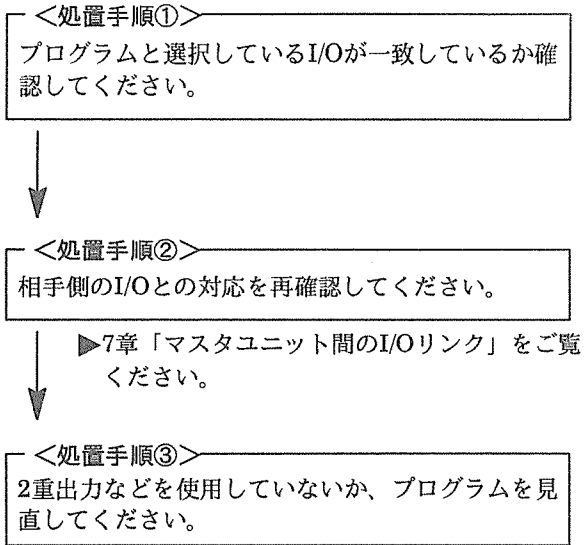 ＜処置手順①＞
プログラムと選択しているI/Oが一致しているか確
認してください。
＜処置手順②＞
相手側のI/Oとの対応を再確認してください。
▶7章「マスタユニット間のI/Oリンク」をご覧
ください。
＜処置手順③＞
2重出力などを使用していないか、プログラムを見
直してください。